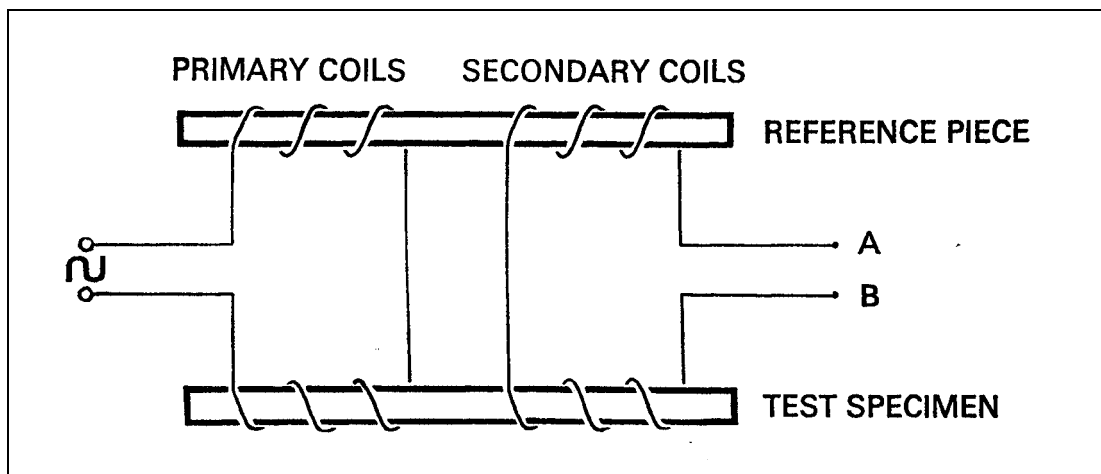 PRIMARY COILS SECONDARY COILS
REFERENCE PIECE
A
B
TEST SPECIMEN